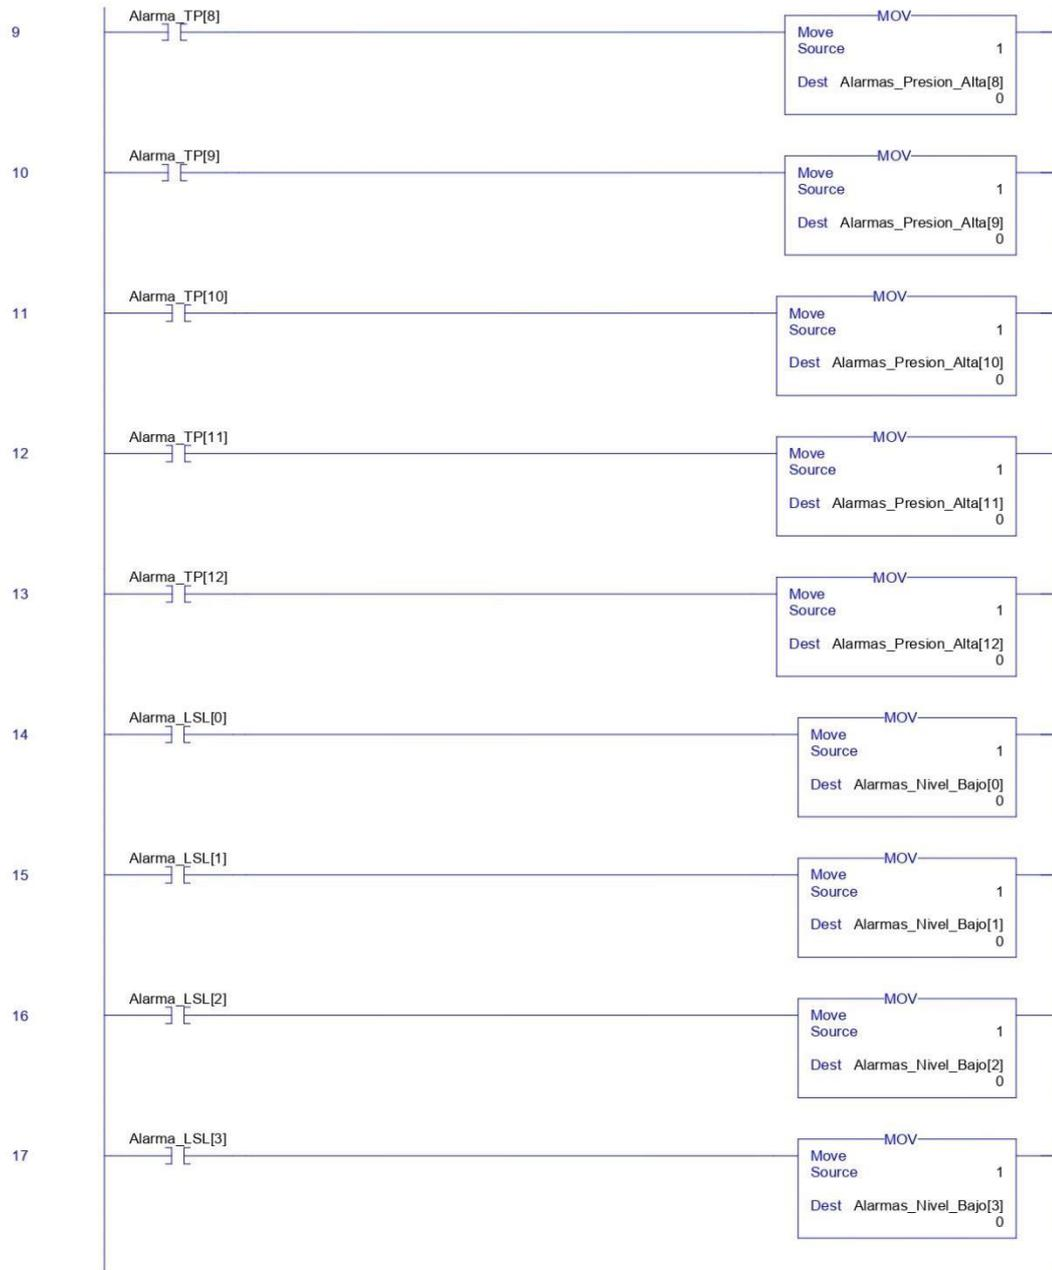 Alarma_TP[8]
MOV
9
Move
Source 1
Dest Alarmas_Presion_Alta[8]
0
Alarma_TP[9]
MOV
10
Move
Source 1
Dest Alarmas_Presion_Alta[9]
0
Alarma_TP[10]
MOV
11
Move
Source 1
Dest Alarmas_Presion_Alta[10]
0
Alarma_TP[11]
MOV
12
Move
Source 1
Dest Alarmas_Presion_Alta[11]
0
Alarma_TP[12]
MOV
13
Move
Source 1
Dest Alarmas_Presion_Alta[12]
0
Alarma_LSL[0]
MOV
14
Move
Source 1
Dest Alarmas_Nivel_Bajo[0]
0
Alarma_LSL[1]
MOV
15
Move
Source 1
Dest Alarmas_Nivel_Bajo[1]
0
Alarma_LSL[2]
MOV
16
Move
Source 1
Dest Alarmas_Nivel_Bajo[2]
0
Alarma_LSL[3]
MOV
17
Move
Source 1
Dest Alarmas_Nivel_Bajo[3]
0